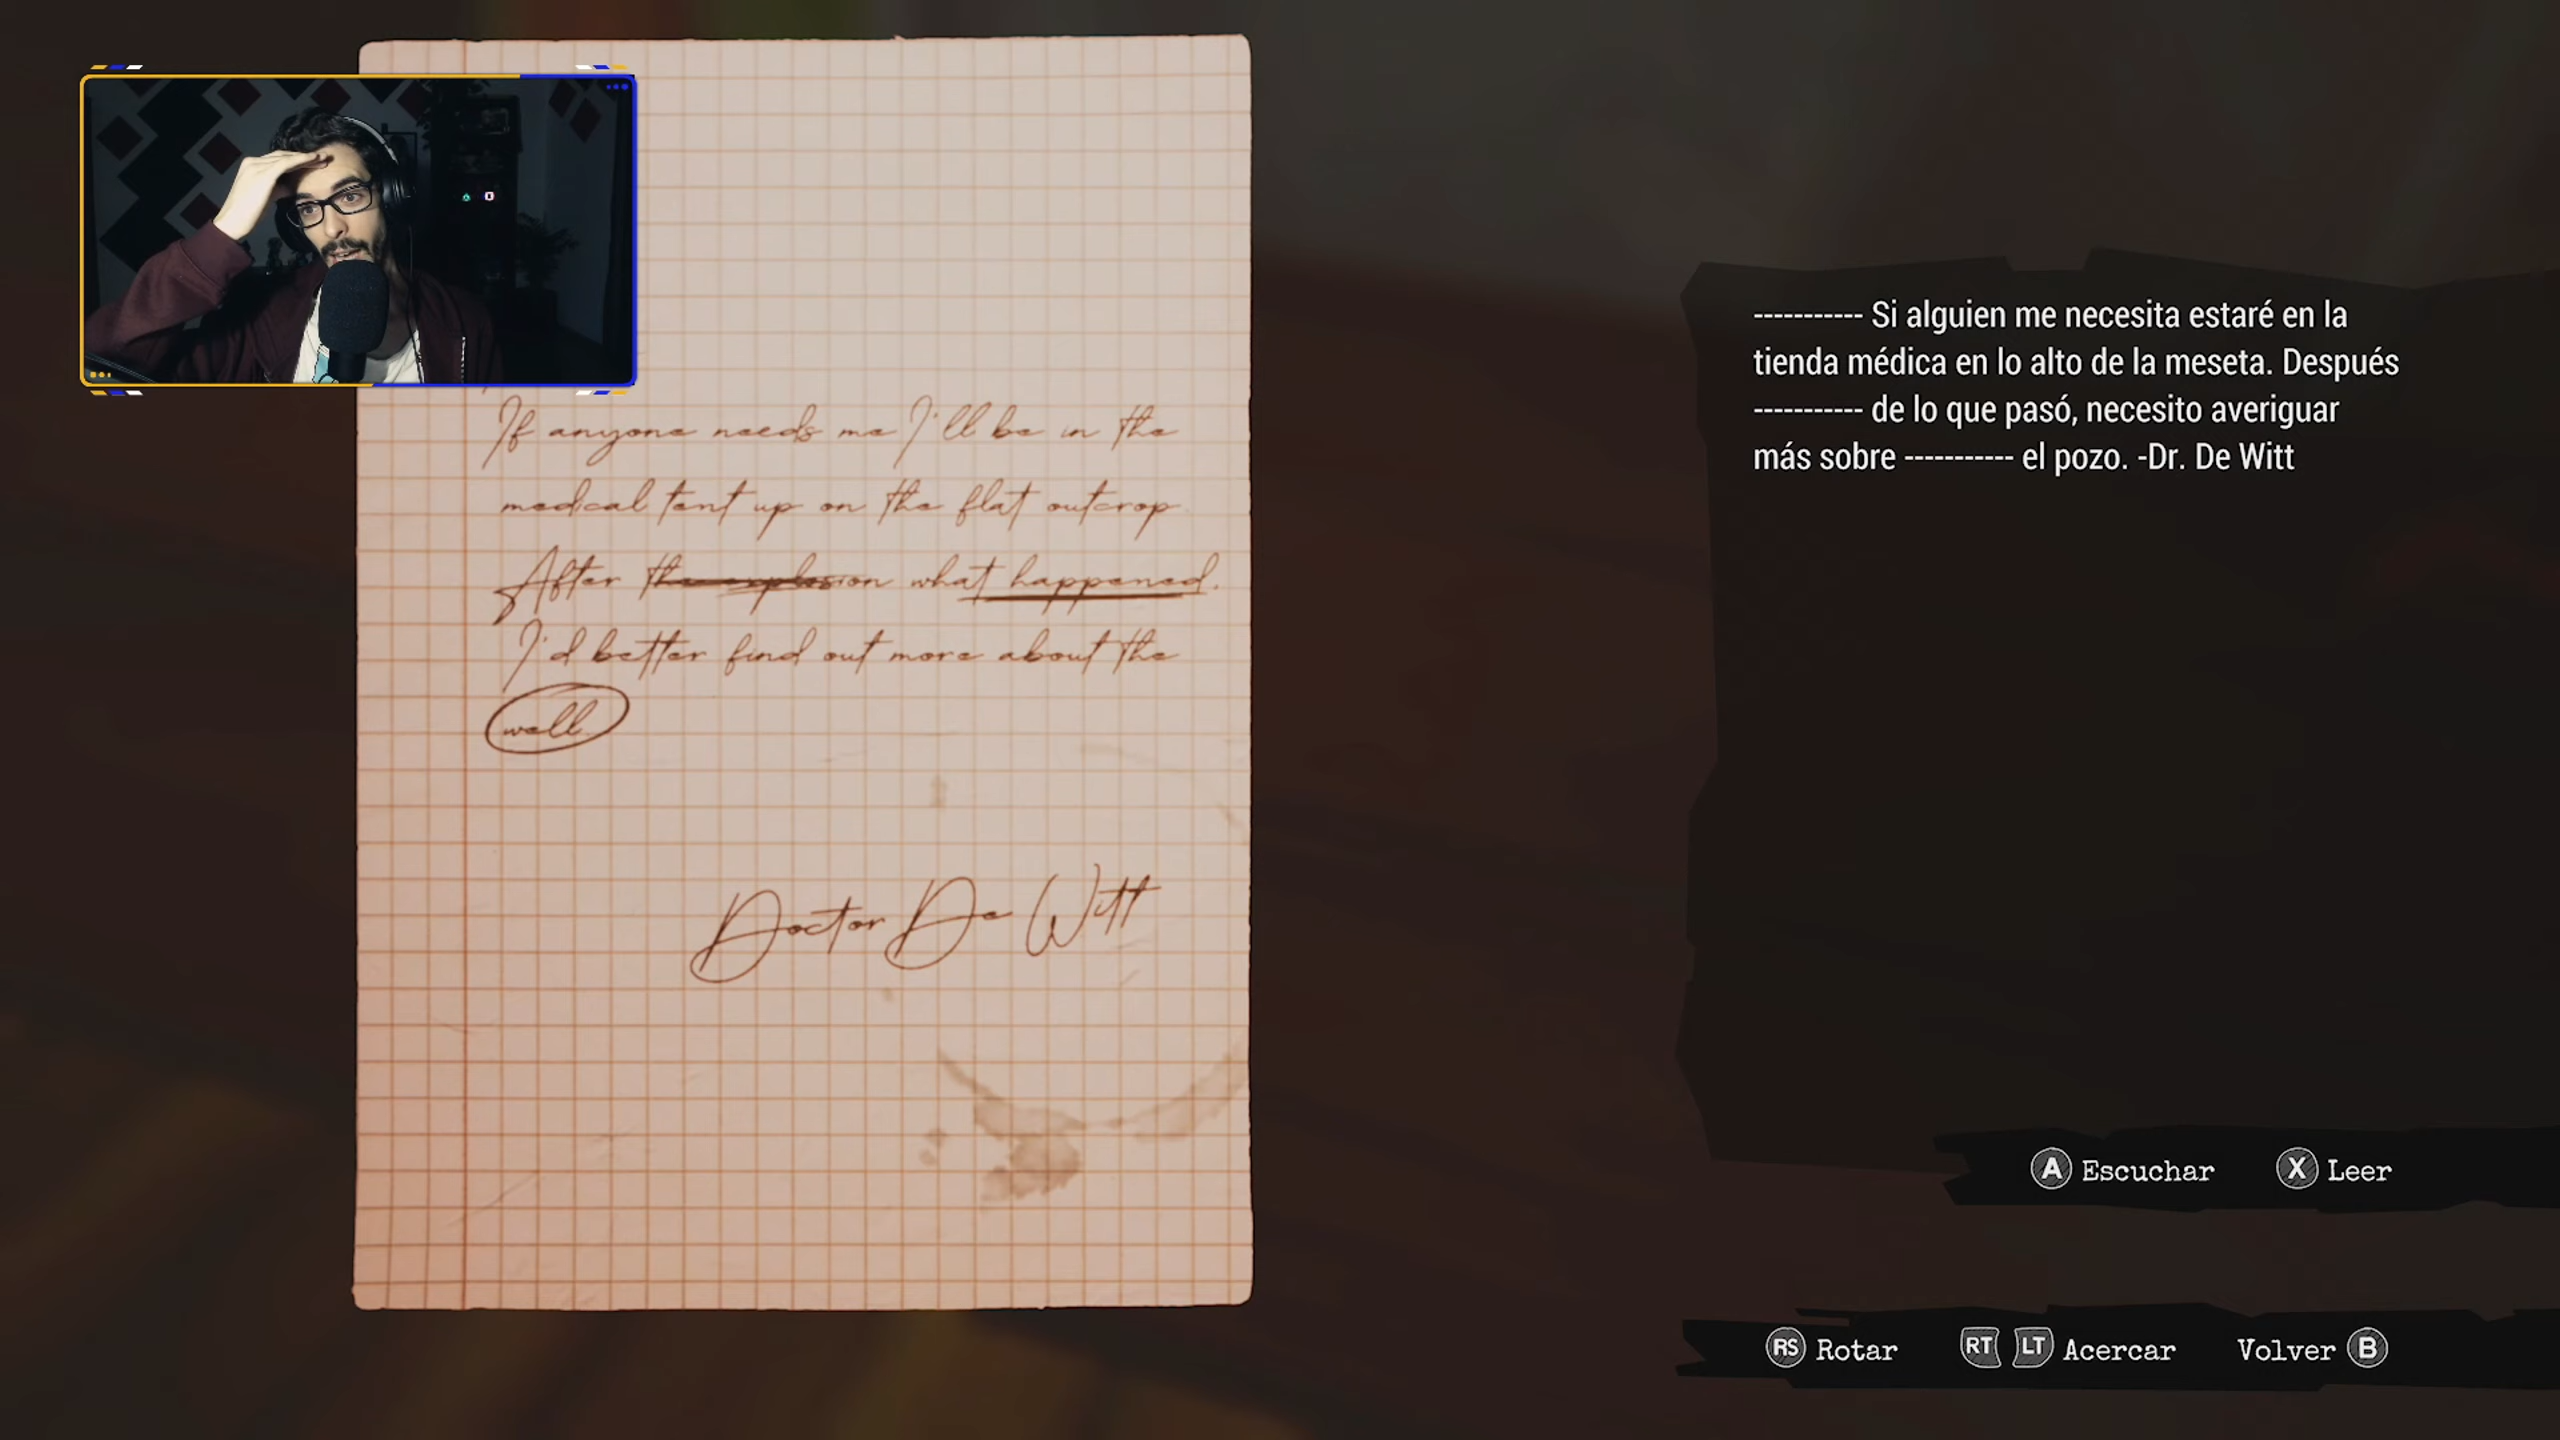 If anyone needs me I'll be in the
medical tent up on the flat outcrop
After the explosion what happened.
I'd better find out more about the
well.
Doctor De Witt
----------- Si alguien me necesita estaré en la
tienda médica en lo alto de la meseta. Después
----------- de lo que pasó, necesito averiguar
más sobre ----------- el pozo. -Dr. De Witt
A Escuchar X Leer
RS Rotar RT LT Acercar Volver B